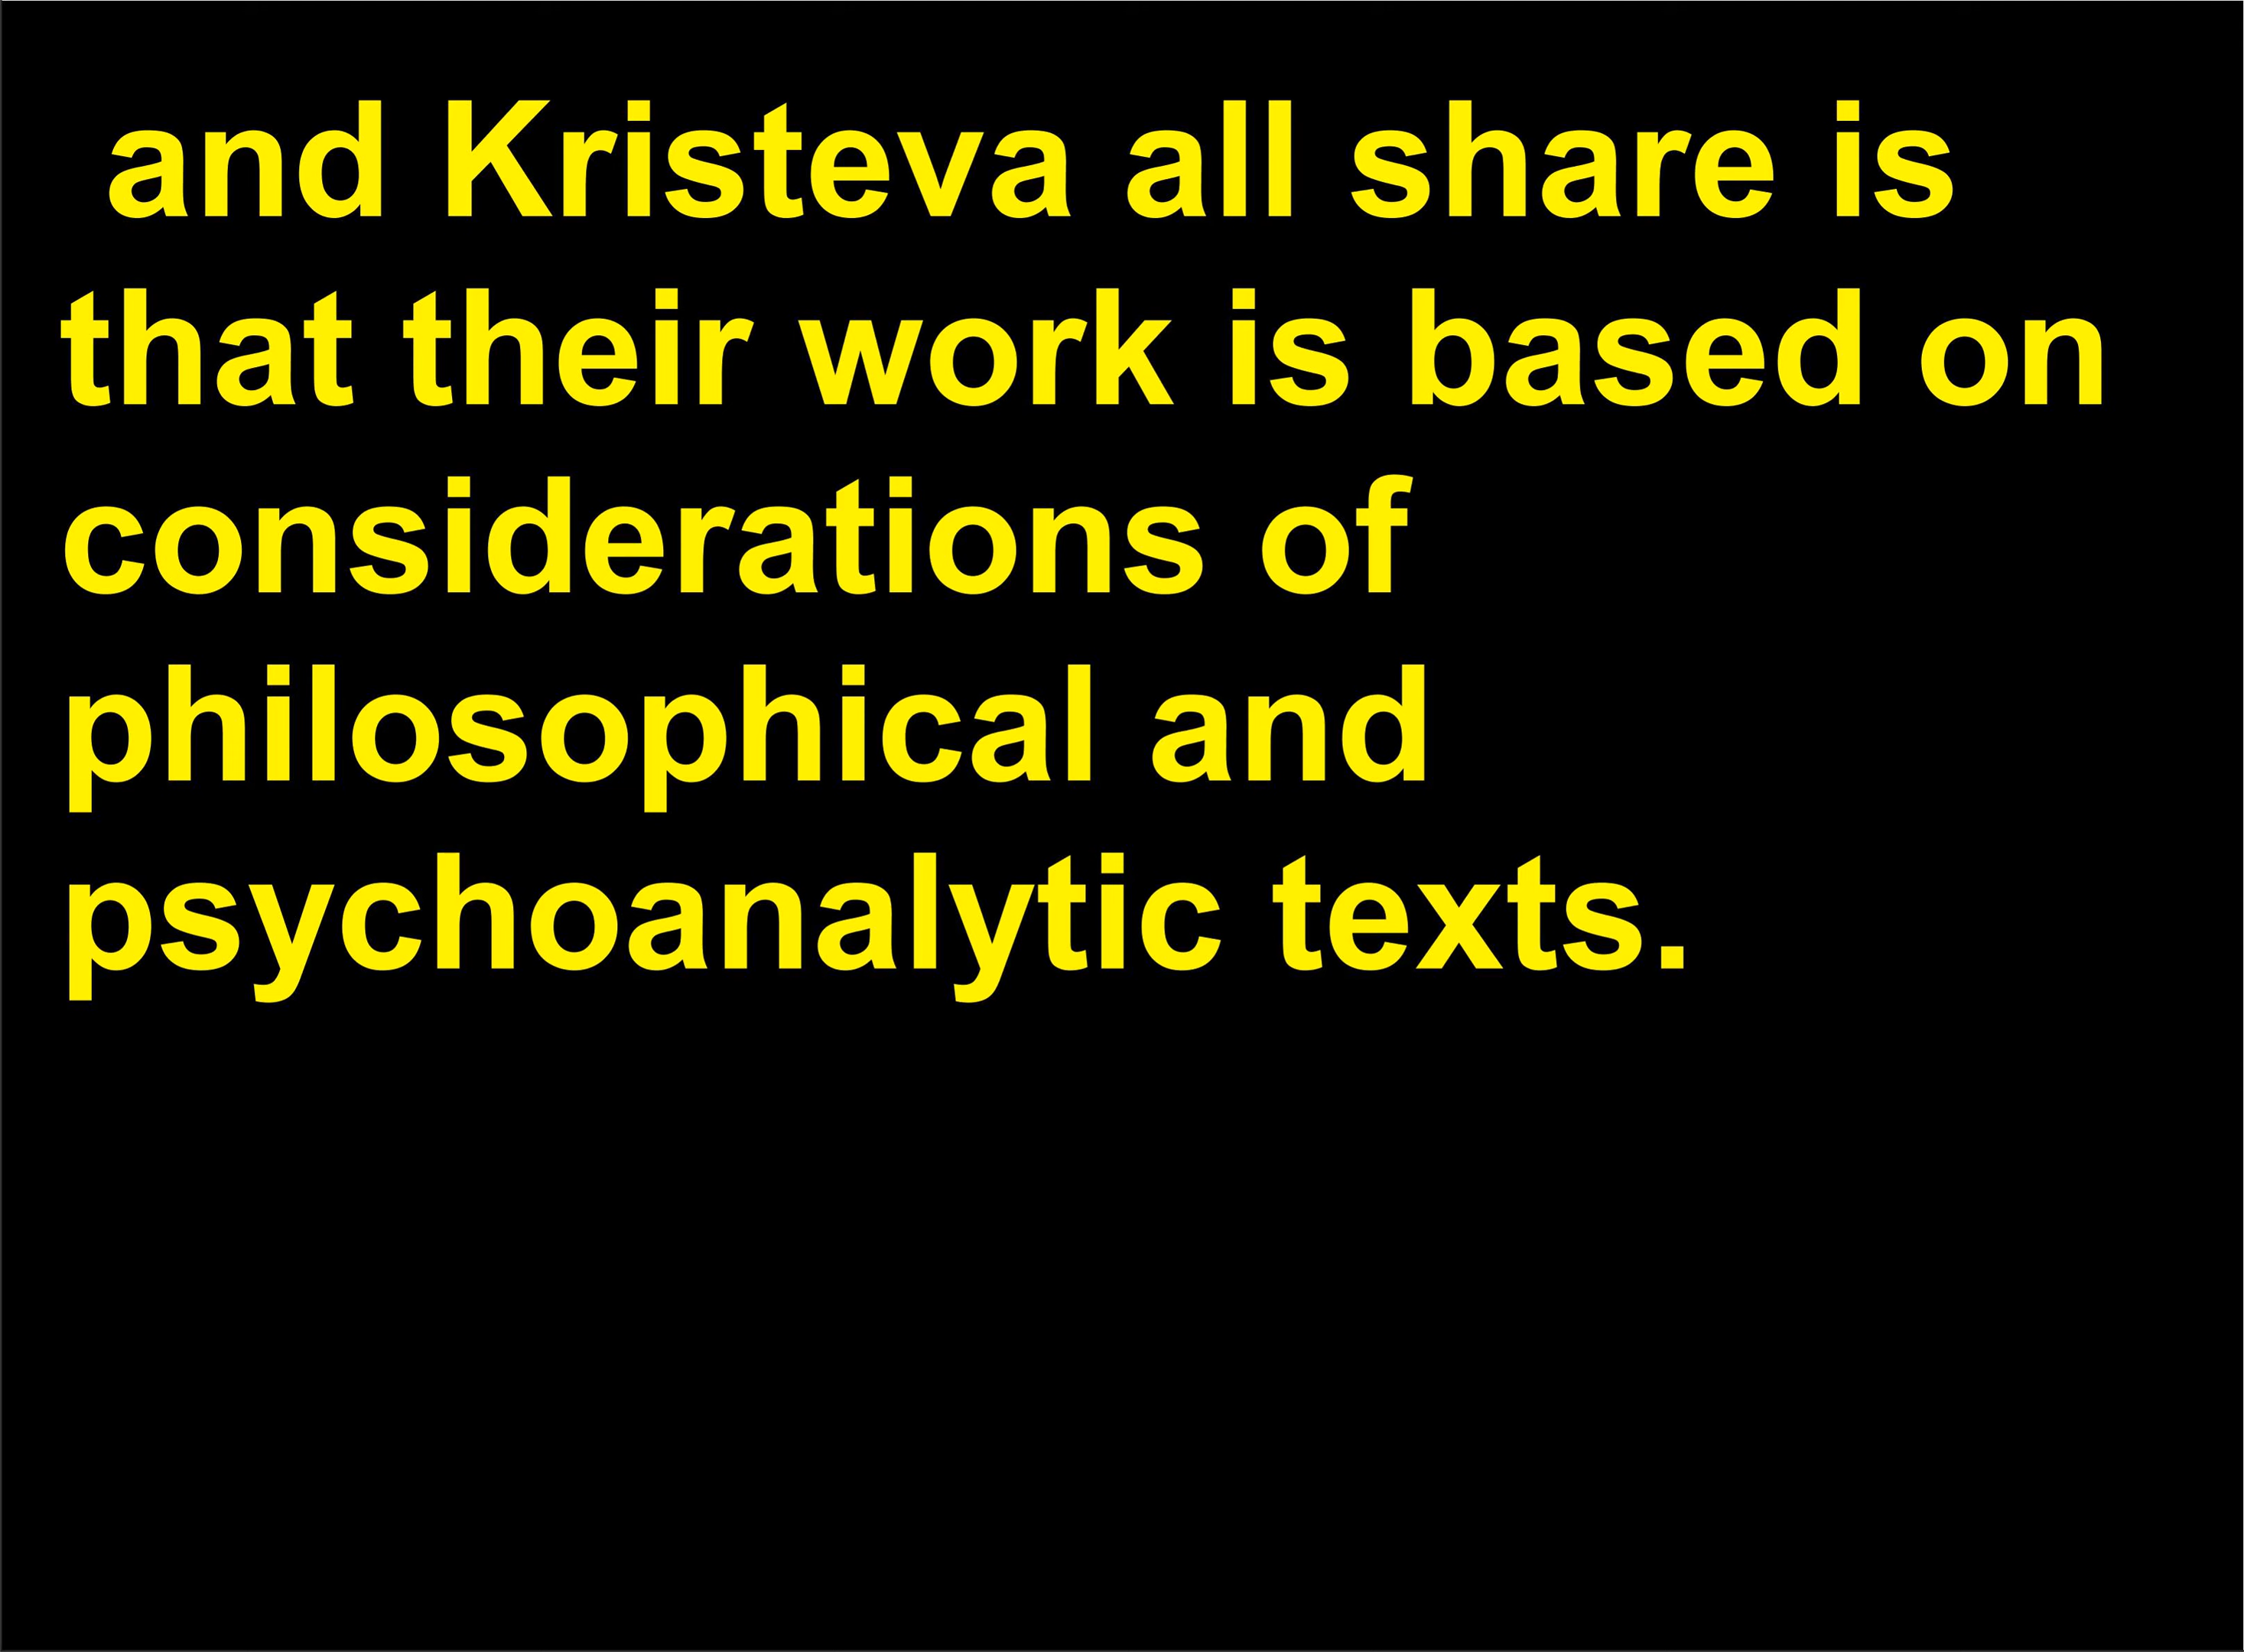 and Kristeva all share is
that their work is based on
considerations of
philosophical and
psychoanalytic texts.